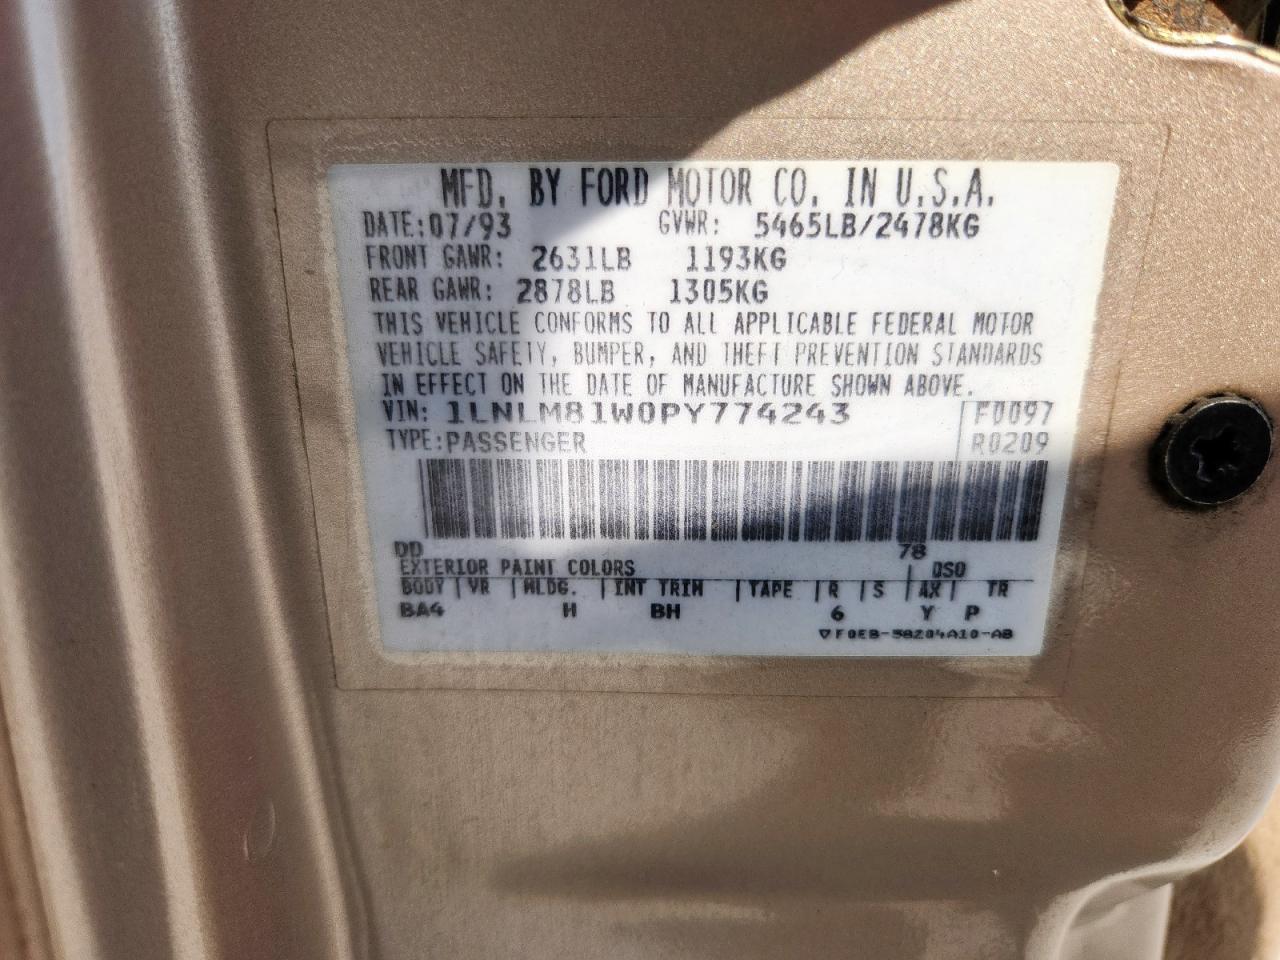 MFD. BY FORD MOTOR CO. IN U.S.A.
DATE: 07/93 GVWR: 5465LB/2478KG
FRONT GAWR: 2631LB 1193KG
REAR GAWR: 2878LB 1305KG
THIS VEHICLE CONFORMS TO ALL APPLICABLE FEDERAL MOTOR
VEHICLE SAFETY, BUMPER, AND THEFT PREVENTION STANDARDS
IN EFFECT ON THE DATE OF MANUFACTURE SHOWN ABOVE.
VIN: 1LNLM81W0PY774243 F0097
TYPE: PASSENGER R0209
DD 78
EXTERIOR PAINT COLORS DSO
BODY | VR | MLDG. | INT TRIM | TAPE | R | S | AX | TR
BA4 H BH 6 Y P
▽F0EB-58204A10-AB